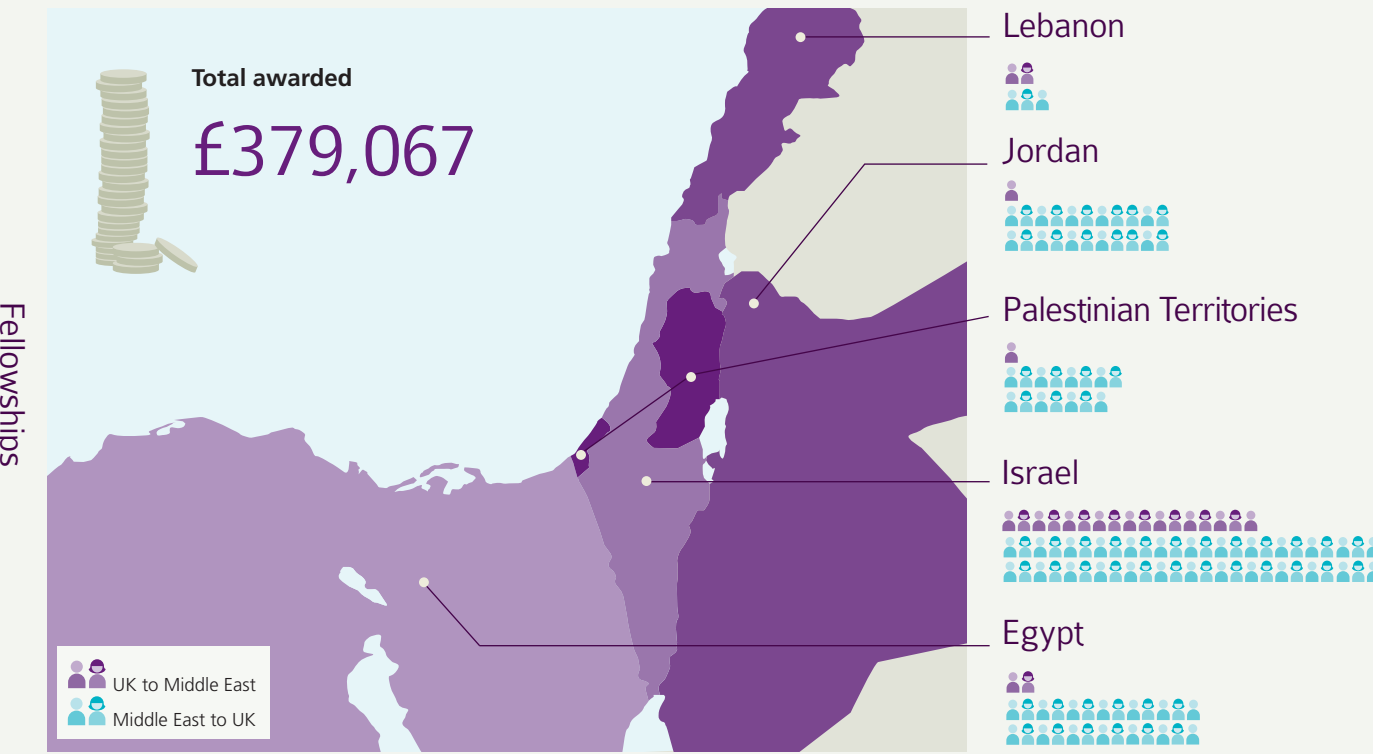 Fellowships
Total awarded
£379,067
Lebanon
Jordan
Palestinian Territories
Israel
Egypt
UK to Middle East
Middle East to UK